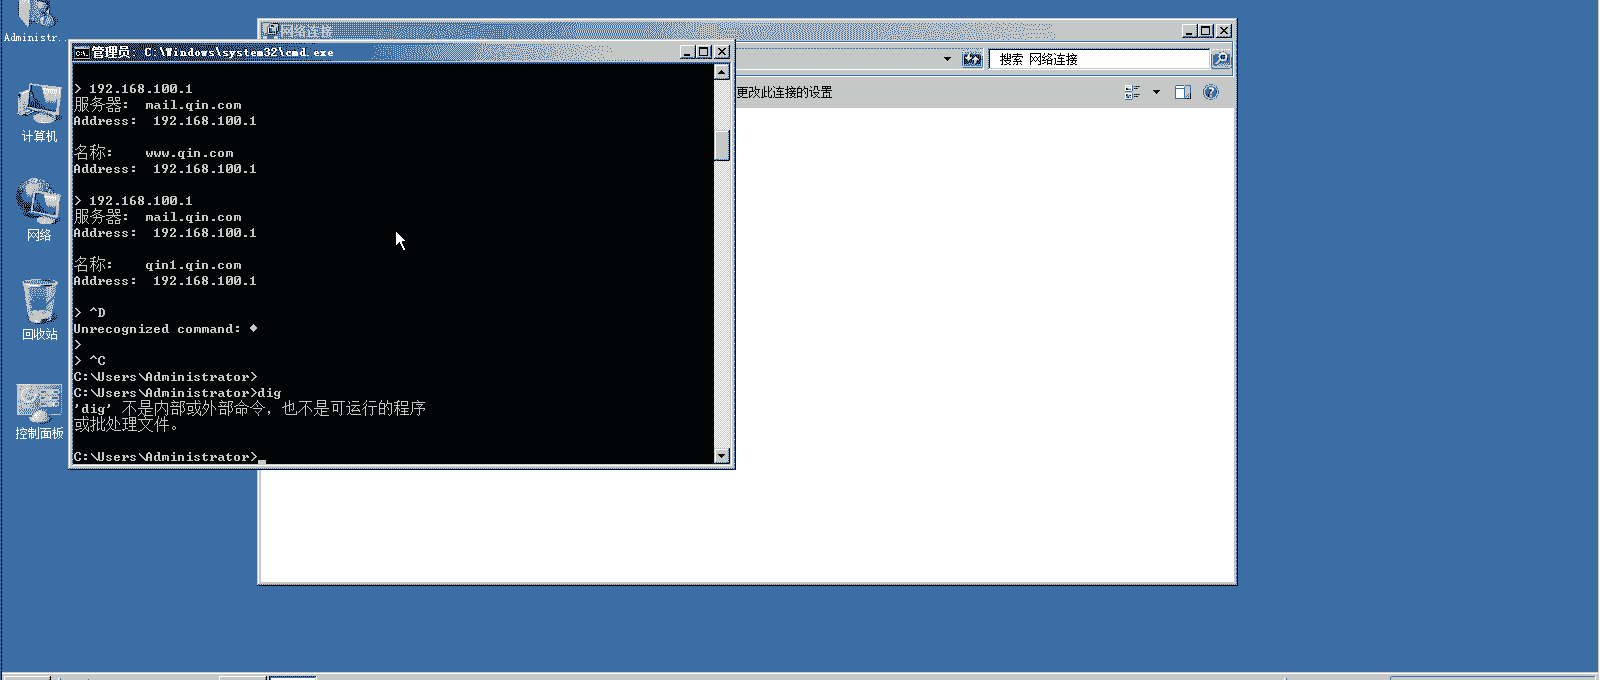 Administr...
计算机
网络
回收站
控制面板
网络连接
搜索 网络连接
更改此连接的设置
管理员: C:\Windows\system32\cmd.exe
> 192.168.100.1
服务器:  mail.qin.com
Address:  192.168.100.1
名称:    www.qin.com
Address:  192.168.100.1
> 192.168.100.1
服务器:  mail.qin.com
Address:  192.168.100.1
名称:    qin1.qin.com
Address:  192.168.100.1
> ^D
Unrecognized command: ♦
>
> ^C
C:\Users\Administrator>
C:\Users\Administrator>dig
'dig' 不是内部或外部命令，也不是可运行的程序
或批处理文件。
C:\Users\Administrator>